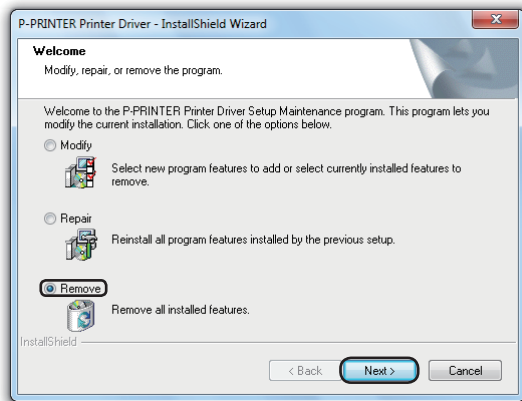 P-PRINTER Printer Driver - InstallShield Wizard
Welcome
Modify, repair, or remove the program.
Welcome to the P-PRINTER Printer Driver Setup Maintenance program. This program lets you
modify the current installation. Click one of the options below.
Modify
Select new program features to add or select currently installed features to
remove.
Repair
Reinstall all program features installed by the previous setup.
Remove
Remove all installed features.
InstallShield
< Back
Next >
Cancel